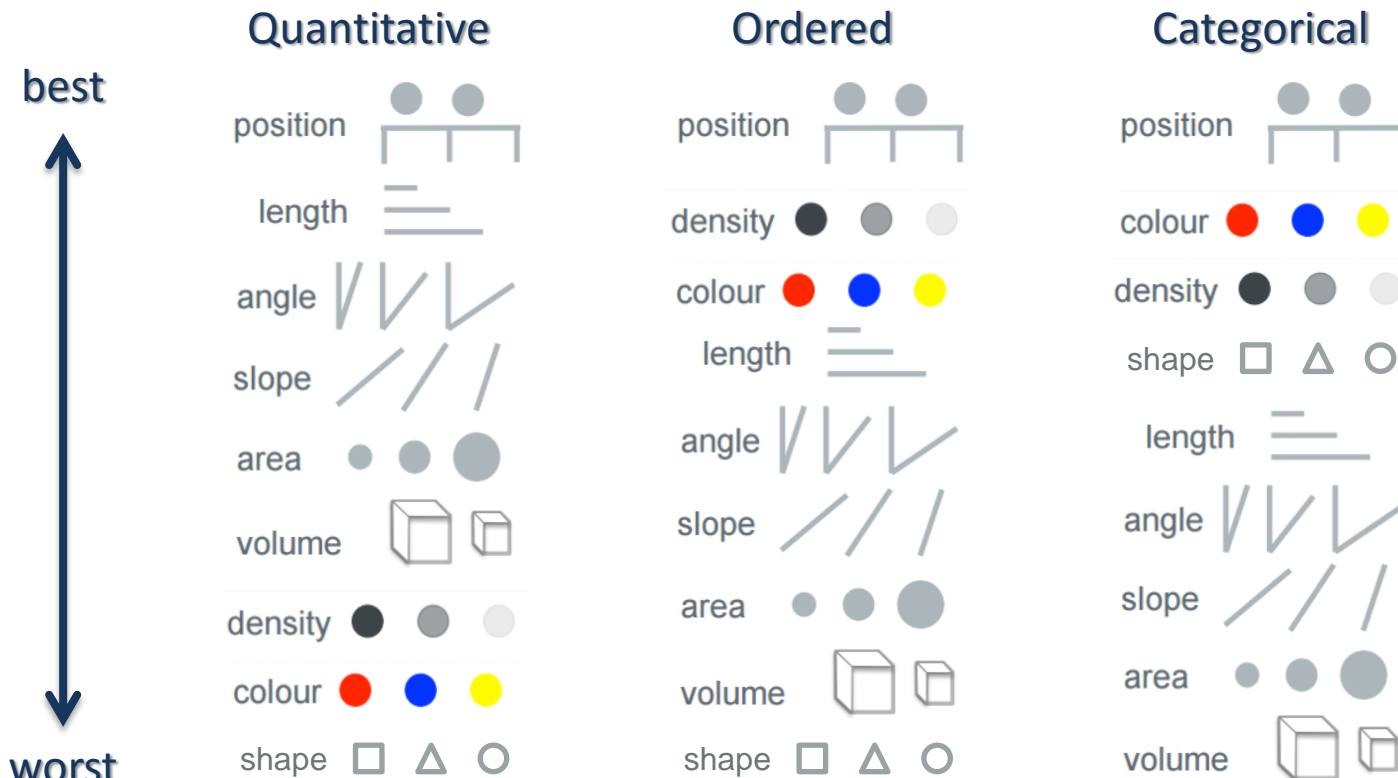 Quantitative
Ordered
Categorical
best
worst
position
length
angle
slope
area
volume
density
colour
shape
position
density
colour
length
angle
slope
area
volume
shape
position
colour
density
shape
length
angle
slope
area
volume